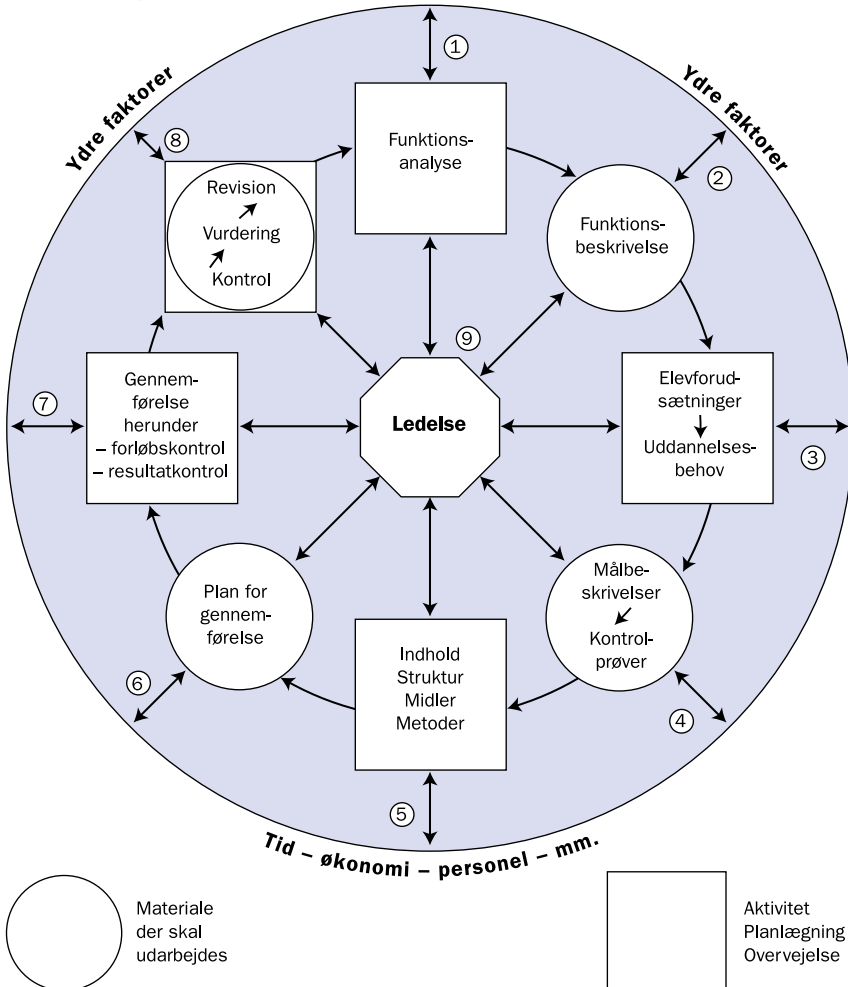 Ydre faktorer
Ydre faktorer
1
Funktions-
analyse
2
Funktions-
beskrivelse
3
Elevforud-
sætninger
Uddannelses-
behov
4
Målbe-
skrivelser
Kontrol-
prøver
5
Indhold
Struktur
Midler
Metoder
6
Plan for
gennem-
førelse
7
Gennem-
førelse
herunder
– forløbskontrol
– resultatkontrol
8
Revision
Vurdering
Kontrol
9
Ledelse
Tid – økonomi – personel – mm.
Materiale
der skal
udarbejdes
Aktivitet
Planlægning
Overvejelse